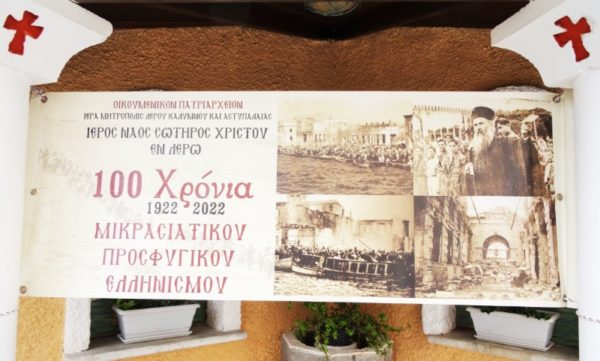 ΟΙΚΟΥΜΕΝΙΚΟΝ ΠΑΤΡΙΑΡΧΕΙΟΝ
ΙΕΡΑ ΜΗΤΡΟΠΟΛΙΣ ΛΕΡΟΥ ΚΑΛΥΜΝΟΥ ΚΑΙ ΑΣΤΥΠΑΛΑΙΑΣ
ΙΕΡΟΣ ΝΑΟΣ ΣΩΤΗΡΟΣ ΧΡΙΣΤΟΥ
ΕΝ ΛΕΡΩ
100 Χρόνια
1922 - 2022
ΜΙΚΡΑΣΙΑΤΙΚΟΥ
ΠΡΟΣΦΥΓΙΚΟΥ
ΕΛΛΗΝΙΣΜΟΥ